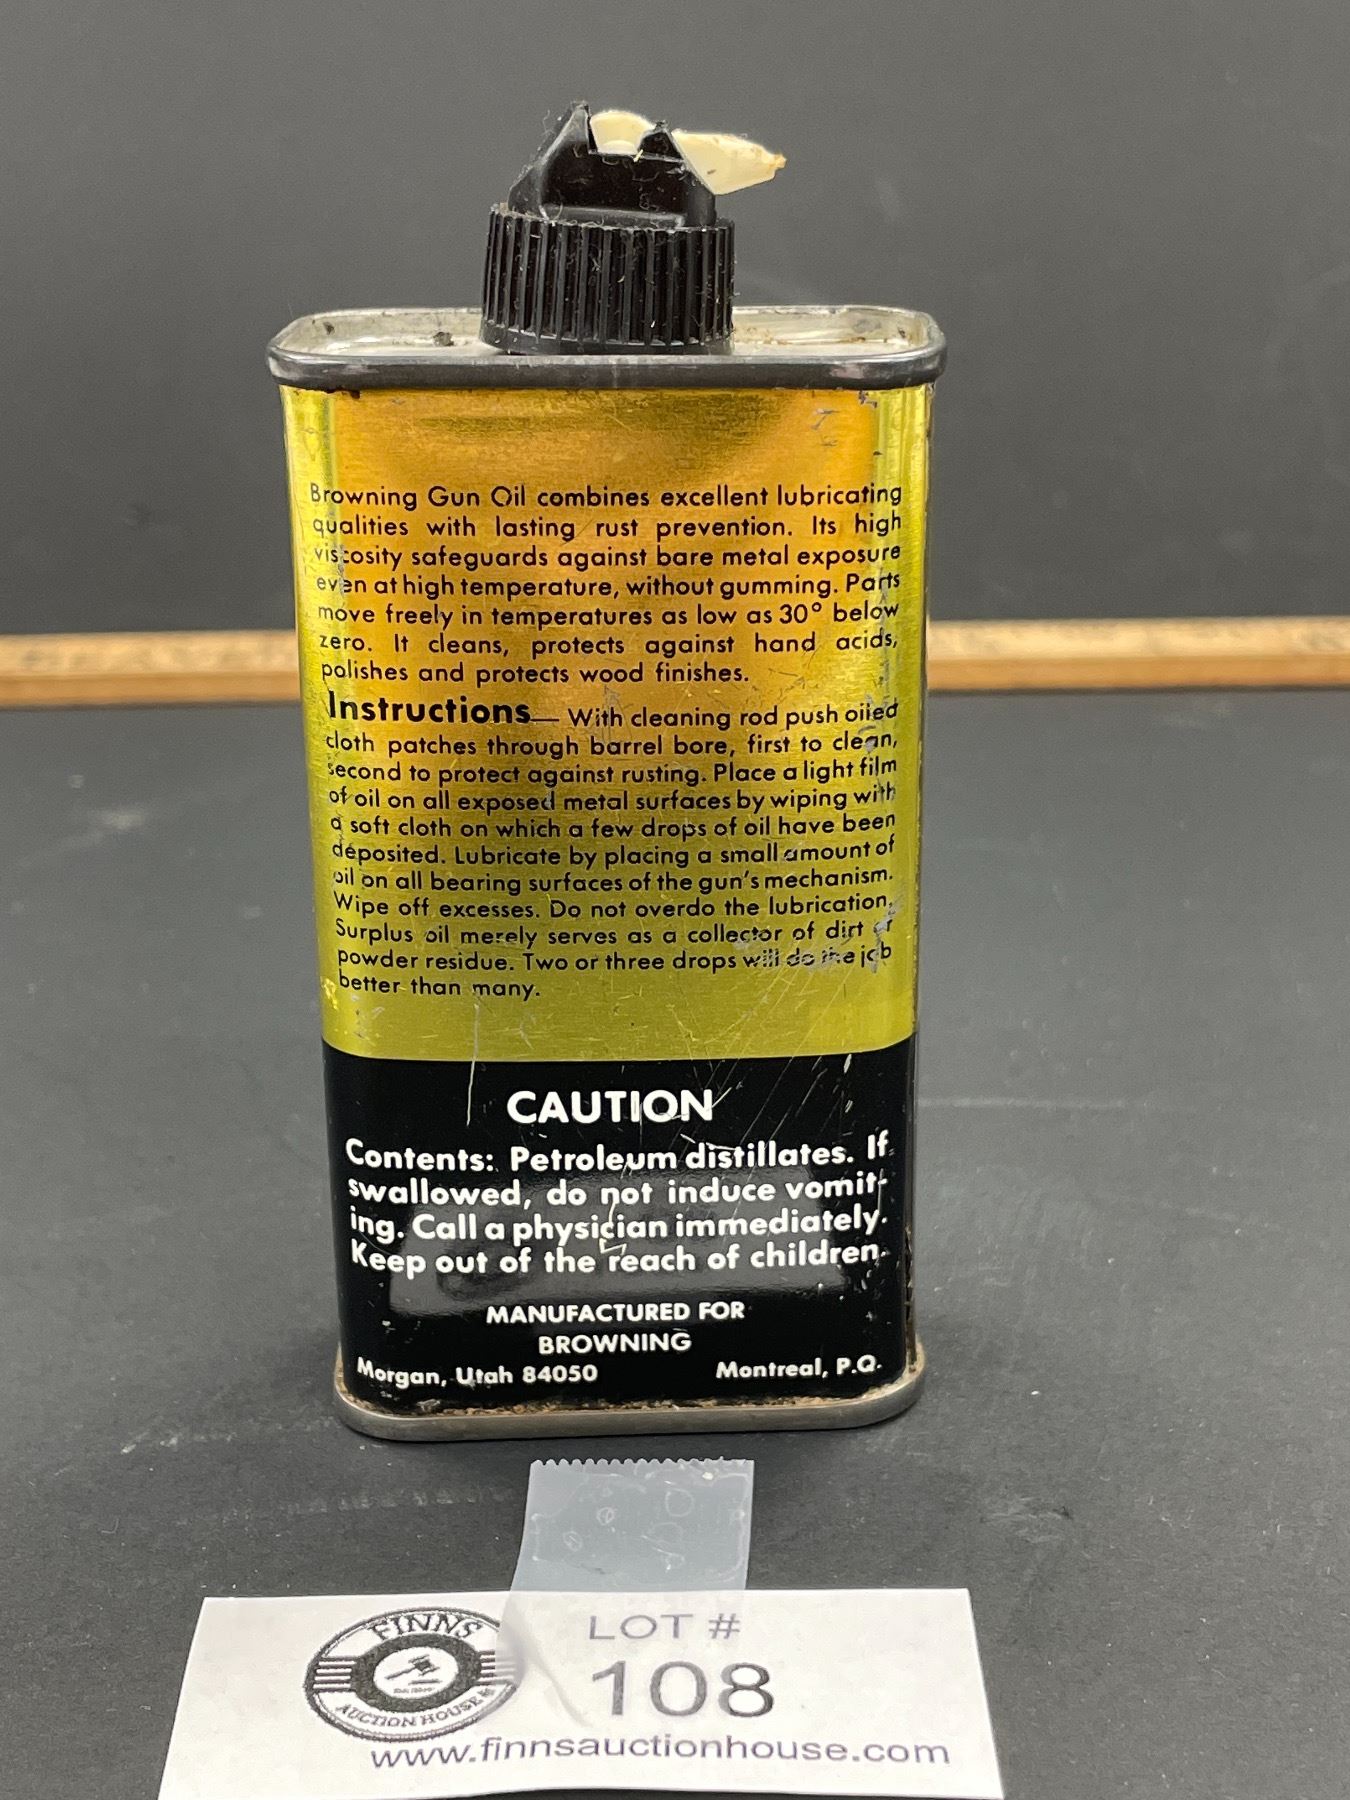 Browning Gun Oil combines excellent lubricating
qualities with lasting rust prevention. Its high
viscosity safeguards against bare metal exposure
even at high temperature, without gumming. Parts
move freely in temperatures as low as 30° below
zero. It cleans, protects against hand acids,
polishes and protects wood finishes.
Instructions— With cleaning rod push oiled
cloth patches through barrel bore, first to clean,
second to protect against rusting. Place a light film
of oil on all exposed metal surfaces by wiping with
a soft cloth on which a few drops of oil have been
deposited. Lubricate by placing a small amount of
oil on all bearing surfaces of the gun's mechanism.
Wipe off excesses. Do not overdo the lubrication.
Surplus oil merely serves as a collector of dirt or
powder residue. Two or three drops will do the job
better than many.
CAUTION
Contents: Petroleum distillates. If
swallowed, do not induce vomit-
ing. Call a physician immediately.
Keep out of the reach of children.
MANUFACTURED FOR
BROWNING
Morgan, Utah 84050 Montreal, P.Q.
FINNS
AUCTION HOUSE
LOT #
108
www.finnsauctionhouse.com